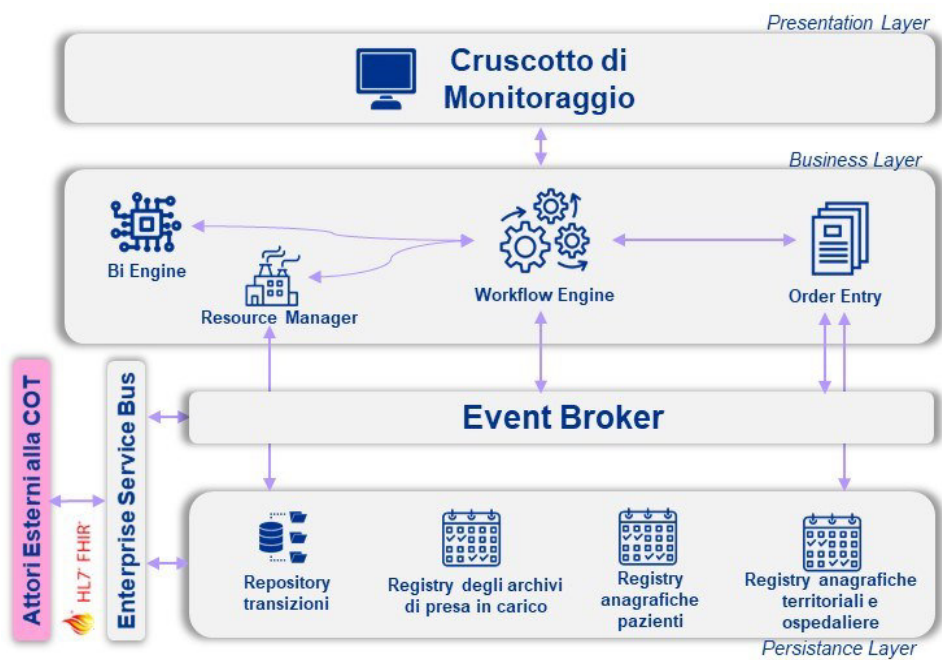 Presentation Layer
Cruscotto di
Monitoraggio
Business Layer
Bi Engine
Resource Manager
Workflow Engine
Order Entry
Attori Esterni alla COT
HL7® FHIR®
Enterprise Service Bus
Event Broker
Repository
transizioni
Registry degli archivi
di presa in carico
Registry
anagrafiche
pazienti
Registry anagrafiche
territoriali e
ospedaliere
Persistance Layer